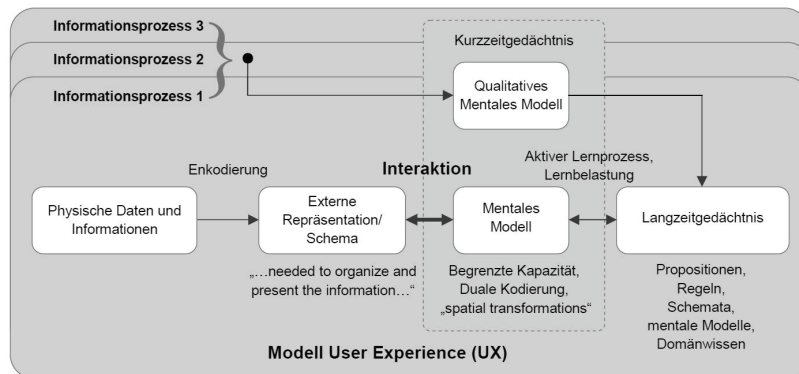 Informationsprozess 3
Informationsprozess 2
Informationsprozess 1
Kurzzeitgedächtnis
Qualitatives
Mentales Modell
Enkodierung
Interaktion
Aktiver Lernprozess,
Lernbelastung
Physische Daten und
Informationen
Externe
Repräsentation/
Schema
Mentales
Modell
Langzeitgedächtnis
„…needed to organize and
present the information…“
Begrenzte Kapazität,
Duale Kodierung,
„spatial transformations“
Propositionen,
Regeln,
Schemata,
mentale Modelle,
Domänwissen
Modell User Experience (UX)